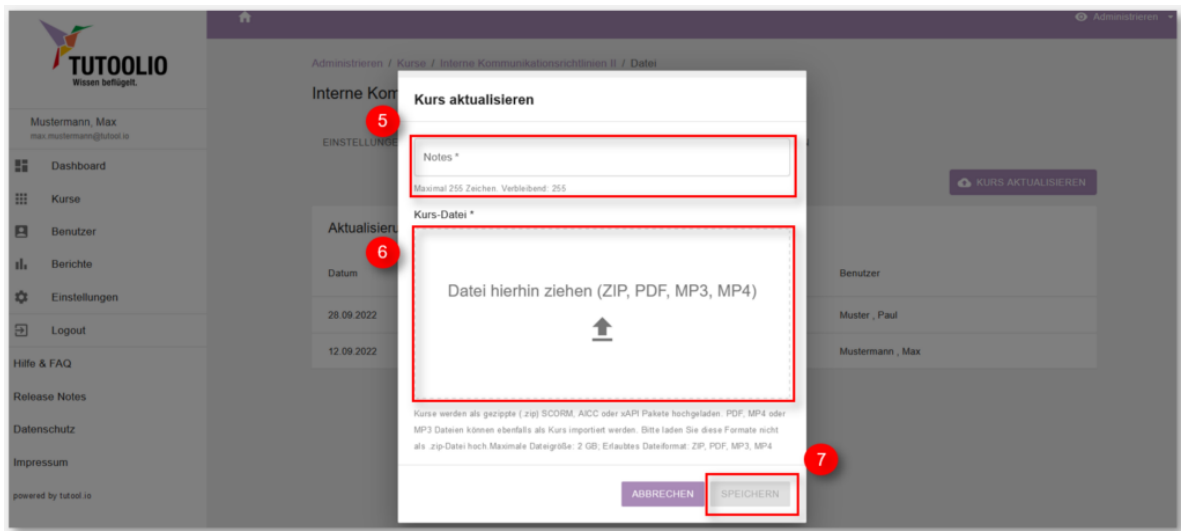 Administrieren
TUTOOLIO
Wissen beflügelt.
Administrieren / Kurse / Interne Kommunikationsrichtlinien II / Datei
Interne Kom
Kurs aktualisieren
Mustermann, Max
max.mustermann@tutool.io
5
EINSTELLUNGE
N
Notes *
Maximal 255 Zeichen. Verbleibend: 255
Dashboard
KURS AKTUALISIEREN
Kurse
Kurs-Datei *
Benutzer
Aktualisieru
6
Berichte
Datum
Benutzer
Datei hierhin ziehen (ZIP, PDF, MP3, MP4)
Einstellungen
28.09.2022
Muster , Paul
Logout
12.09.2022
Mustermann , Max
Hilfe & FAQ
Release Notes
Kurse werden als gezippte (.zip) SCORM, AICC oder xAPI Pakete hochgeladen. PDF, MP4 oder
MP3 Dateien können ebenfalls als Kurs importiert werden. Bitte laden Sie diese Formate nicht
als .zip-Datei hoch.Maximale Dateigröße: 2 GB; Erlaubtes Dateiformat: ZIP, PDF, MP3, MP4
Datenschutz
7
Impressum
ABBRECHEN
SPEICHERN
powered by tutool.io